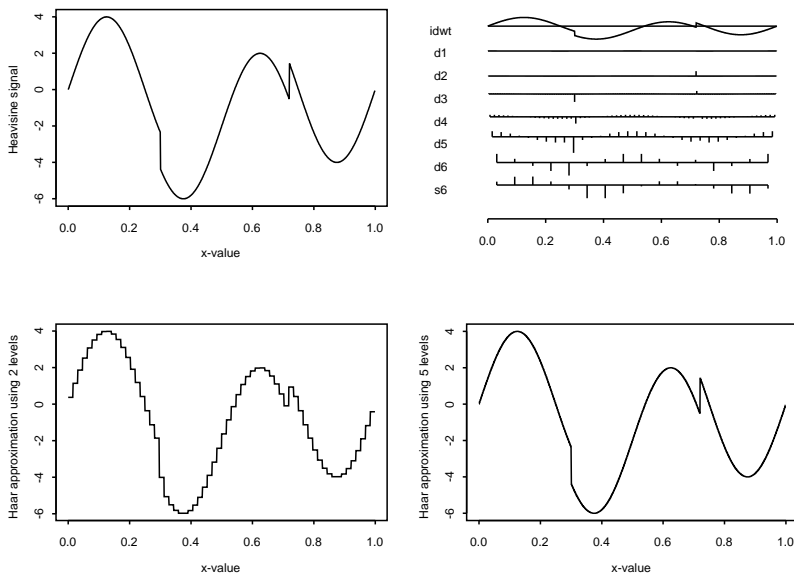 Heavisine signal
4
2
0
-2
-4
-6
0.0 0.2 0.4 0.6 0.8 1.0
x-value
idwt
d1
d2
d3
d4
d5
d6
s6
0.0 0.2 0.4 0.6 0.8 1.0
Haar approximation using 2 levels
4
2
0
-2
-4
-6
0.0 0.2 0.4 0.6 0.8 1.0
x-value
Haar approximation using 5 levels
4
2
0
-2
-4
-6
0.0 0.2 0.4 0.6 0.8 1.0
x-value